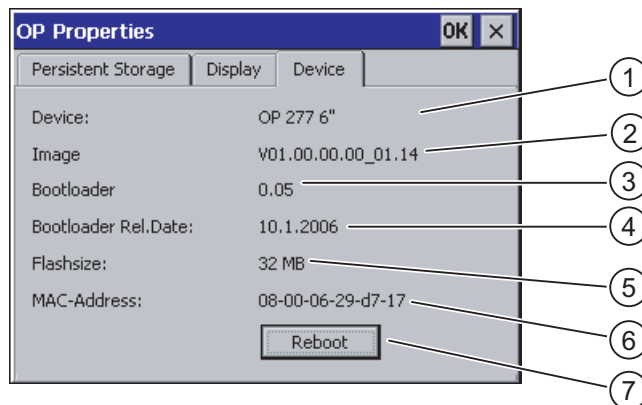 OP Properties OK ×
Persistent Storage Display Device
Device: OP 277 6" 1
Image V01.00.00.00_01.14 2
Bootloader 0.05 3
Bootloader Rel.Date: 10.1.2006 4
Flashsize: 32 MB 5
MAC-Address: 08-00-06-29-d7-17 6
Reboot 7